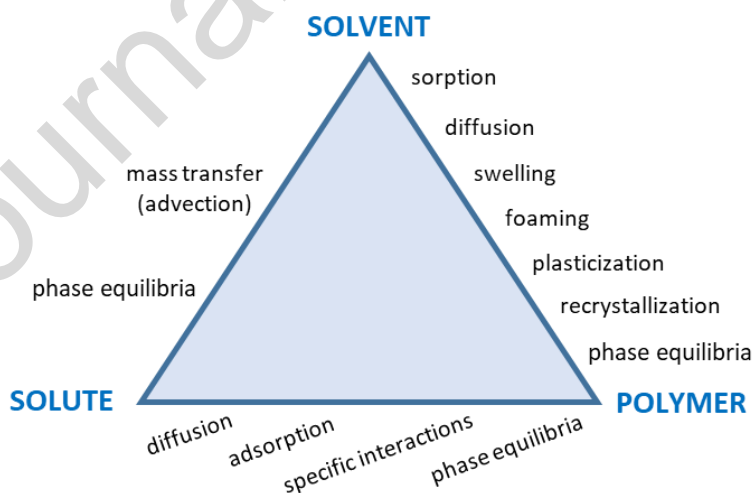 SOLVENT
sorption
diffusion
swelling
foaming
plasticization
recrystallization
phase equilibria
mass transfer
(advection)
phase equilibria
SOLUTE
POLYMER
diffusion
adsorption
specific interactions
phase equilibria